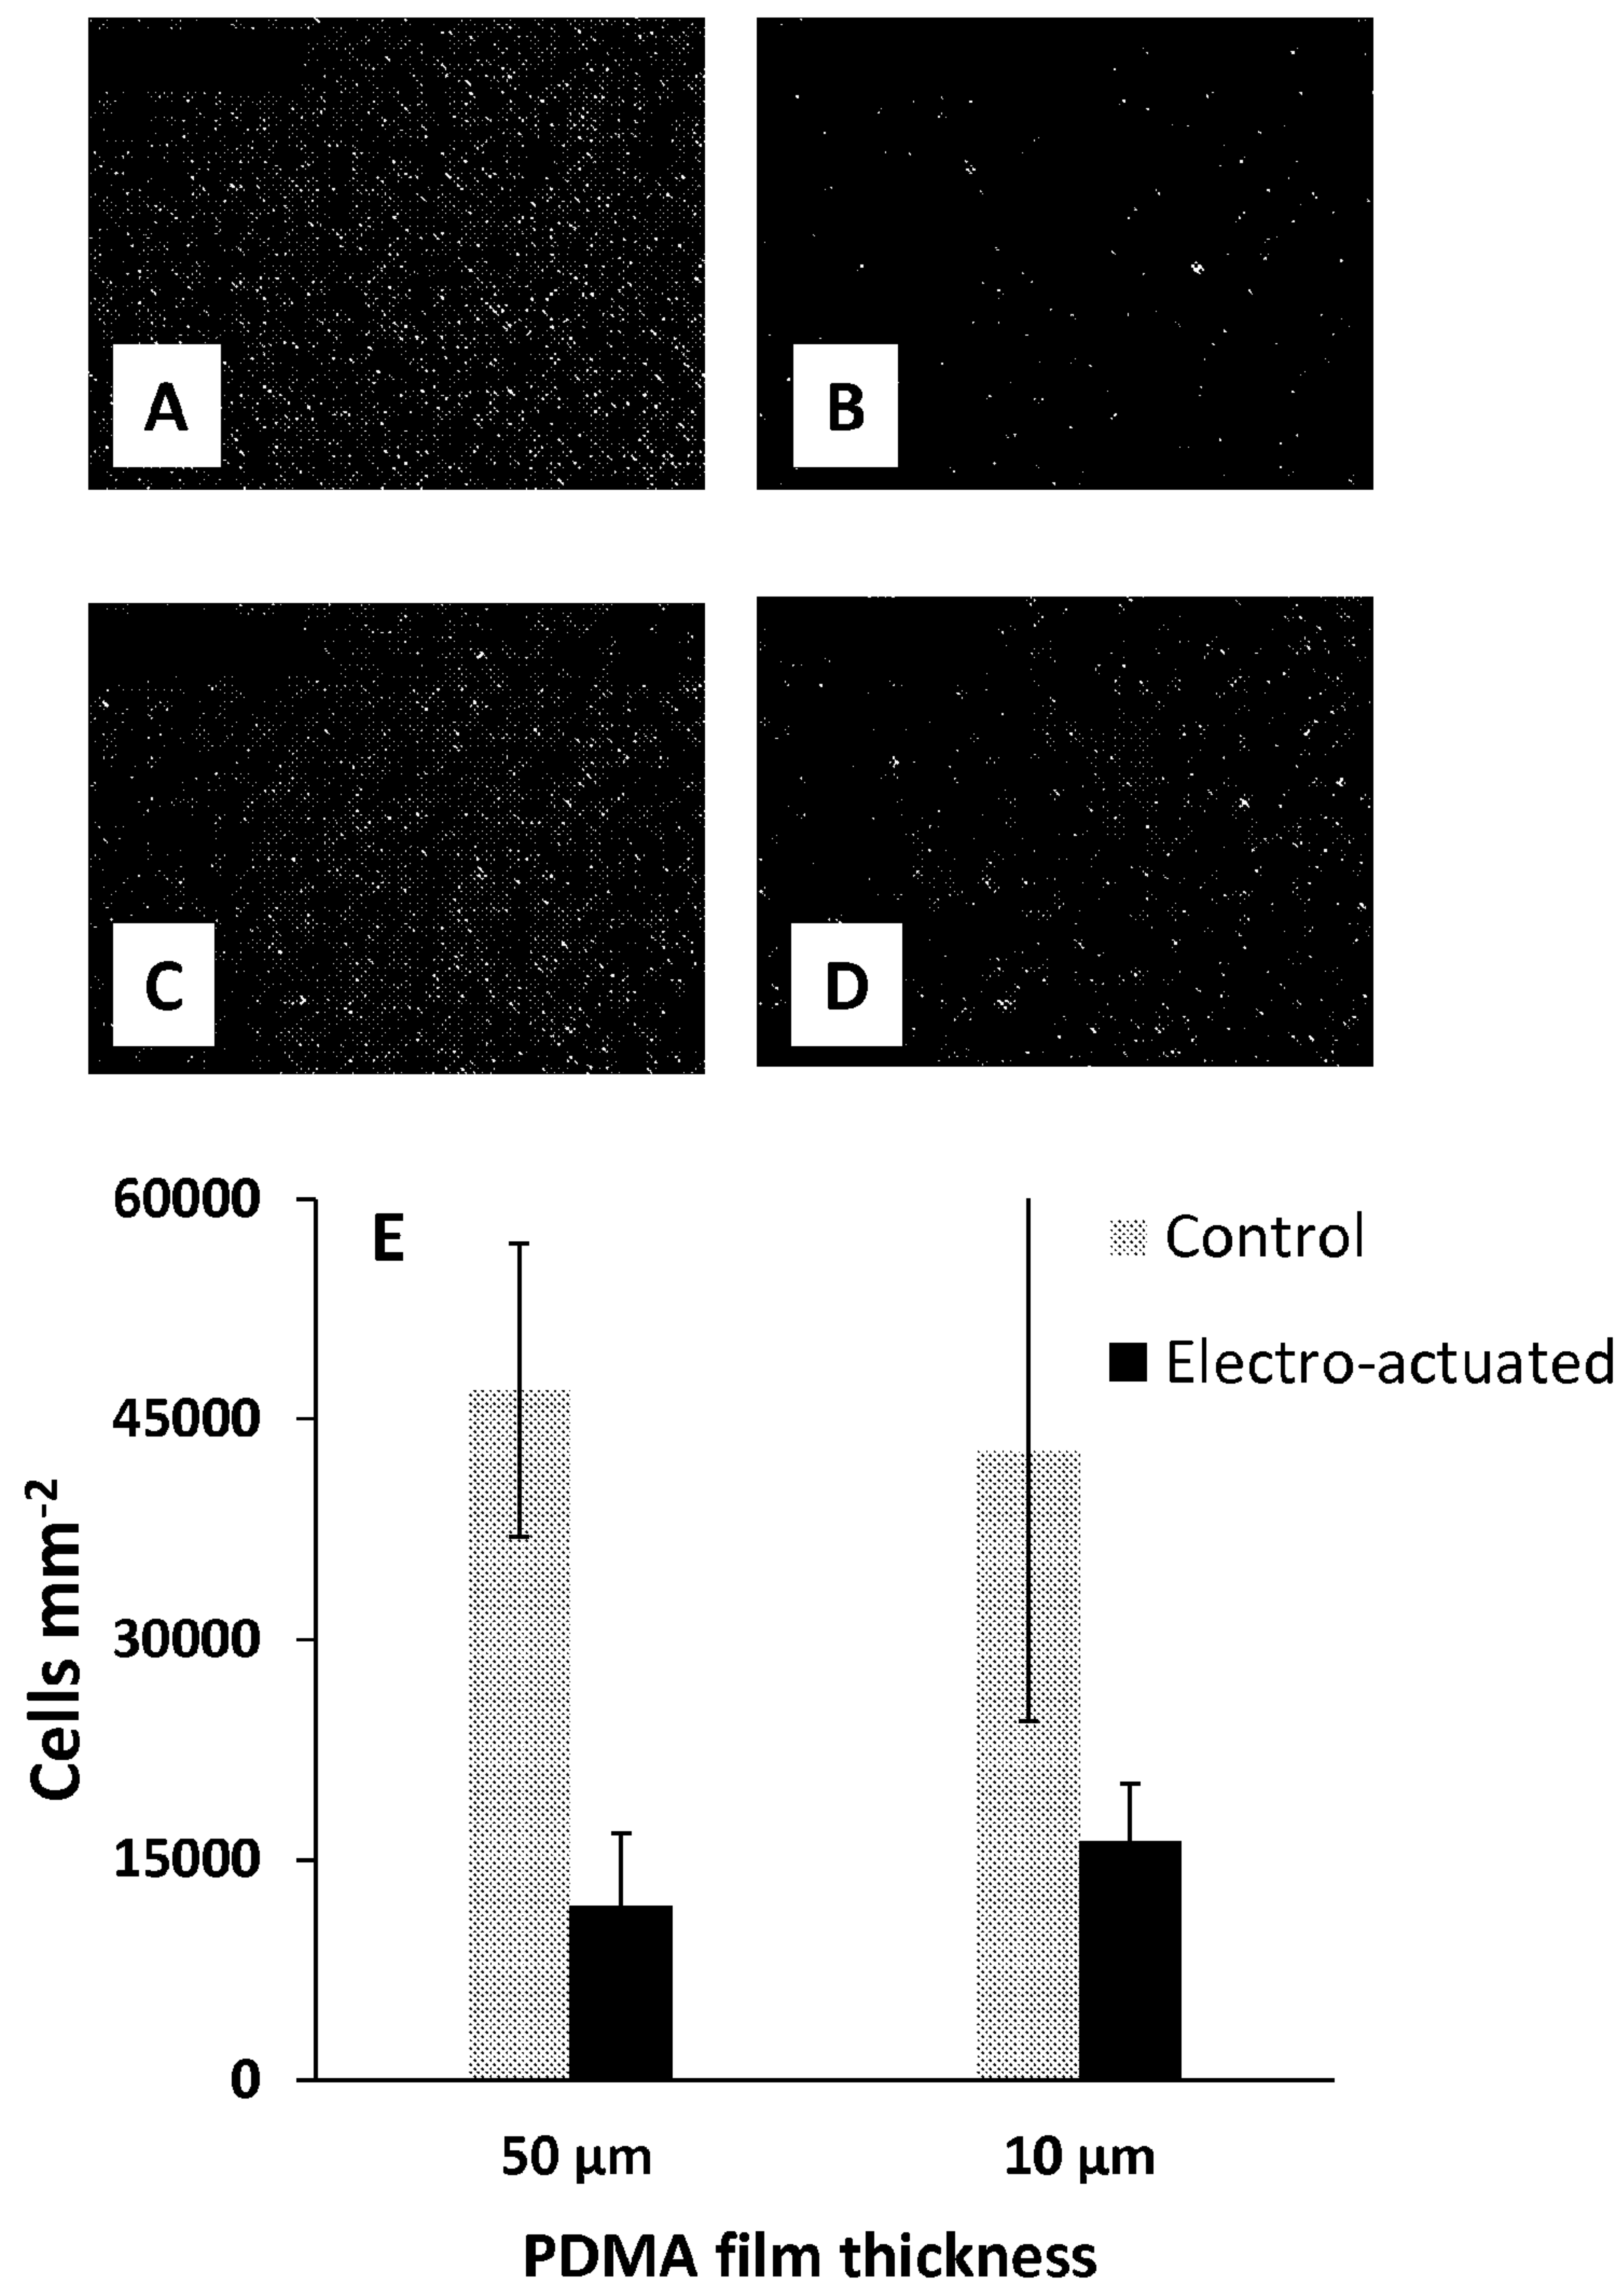 A
B
C
D
E
60000
45000
30000
15000
0
Cells mm⁻²
Control
Electro-actuated
50 µm
10 µm
PDMA film thickness